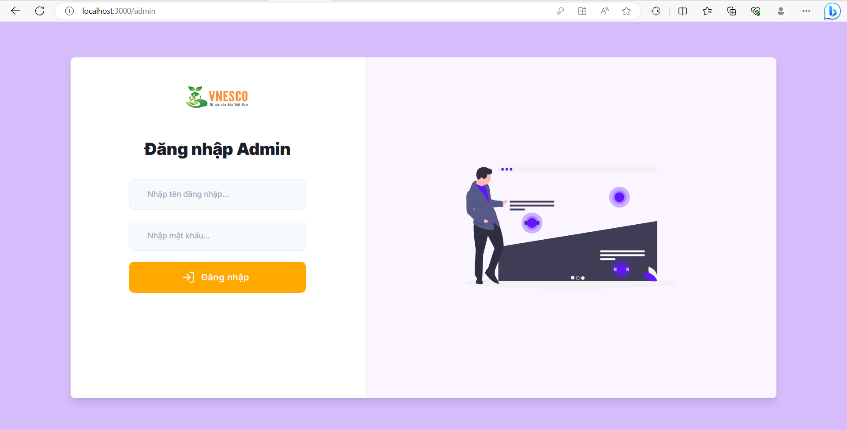 localhost:3000/admin
VNESCO
Đăng nhập Admin
Nhập tên đăng nhập...
Nhập mật khẩu...
Đăng nhập